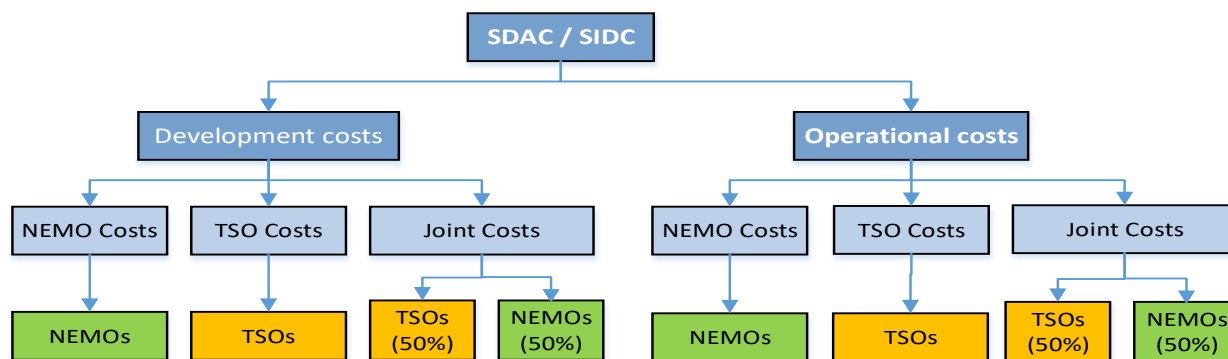 SDAC / SIDC
Development costs
Operational costs
NEMO Costs
TSO Costs
Joint Costs
NEMO Costs
TSO Costs
Joint Costs
NEMOs
TSOs
TSOs
(50%)
NEMOs
(50%)
NEMOs
TSOs
TSOs
(50%)
NEMOs
(50%)